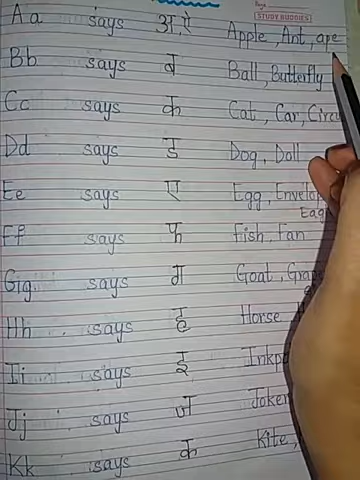 Page
STUDY BUDDIES
A a says अ,ऐ Apple, Ant, ape
Bb says ब Ball, Butterfly
Cc says क Cat, Car,
Dd says ड Dog, Doll
Ee says ए Egg,
Ff says फ Fish, Fan
Gg. says ग Goat,
Hh says ह Horse,
Ii says इ
Jj says ज Joker
Kk says क Kite,